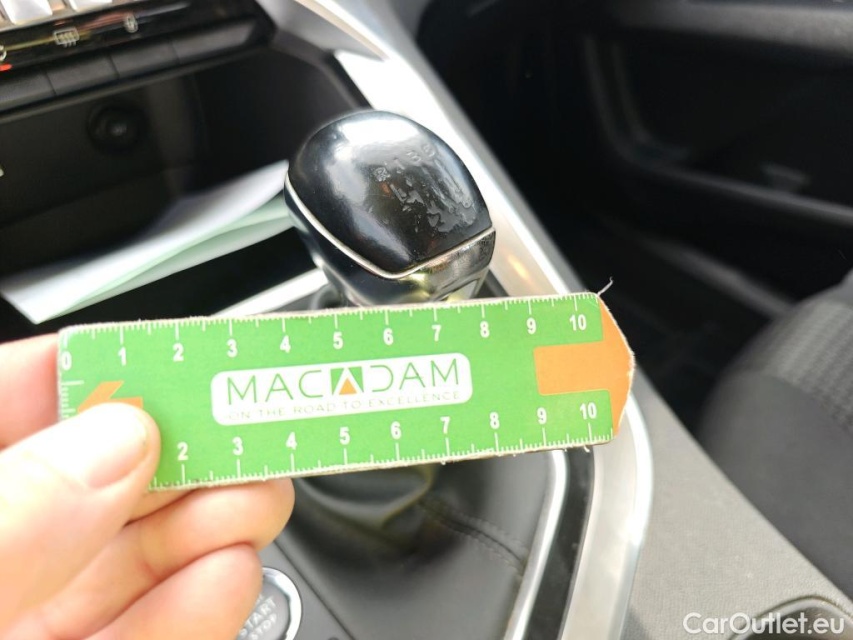 0 1 2 3 4 5 6 7 8 9 10
MACADAM
ON THE ROAD TO EXCELLENCE
2 3 4 5 6 7 8 9 10
START
STOP
CarOutlet.eu